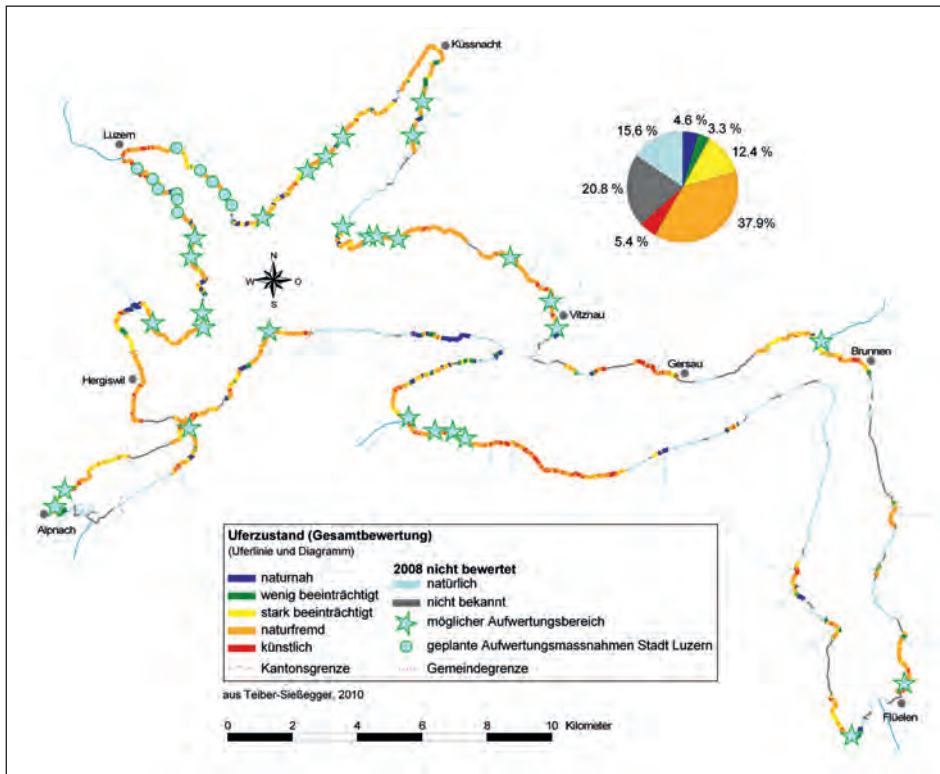 Küssnacht
Luzern
15.6 %
4.6 %
3.3 %
12.4 %
20.8 %
37.9%
5.4 %
N
W
O
S
Vitznau
Gersau
Brunnen
Hergiswil
Alpnach
Flüelen
Uferzustand (Gesamtbewertung)
(Uferlinie und Diagramm)
naturnah
wenig beeinträchtigt
stark beeinträchtigt
naturfremd
künstlich
Kantonsgrenze
2008 nicht bewertet
natürlich
nicht bekannt
möglicher Aufwertungsbereich
geplante Aufwertungsmassnahmen Stadt Luzern
Gemeindegrenze
aus Teiber-Sießegger, 2010
0 2 4 6 8 10 Kilometer